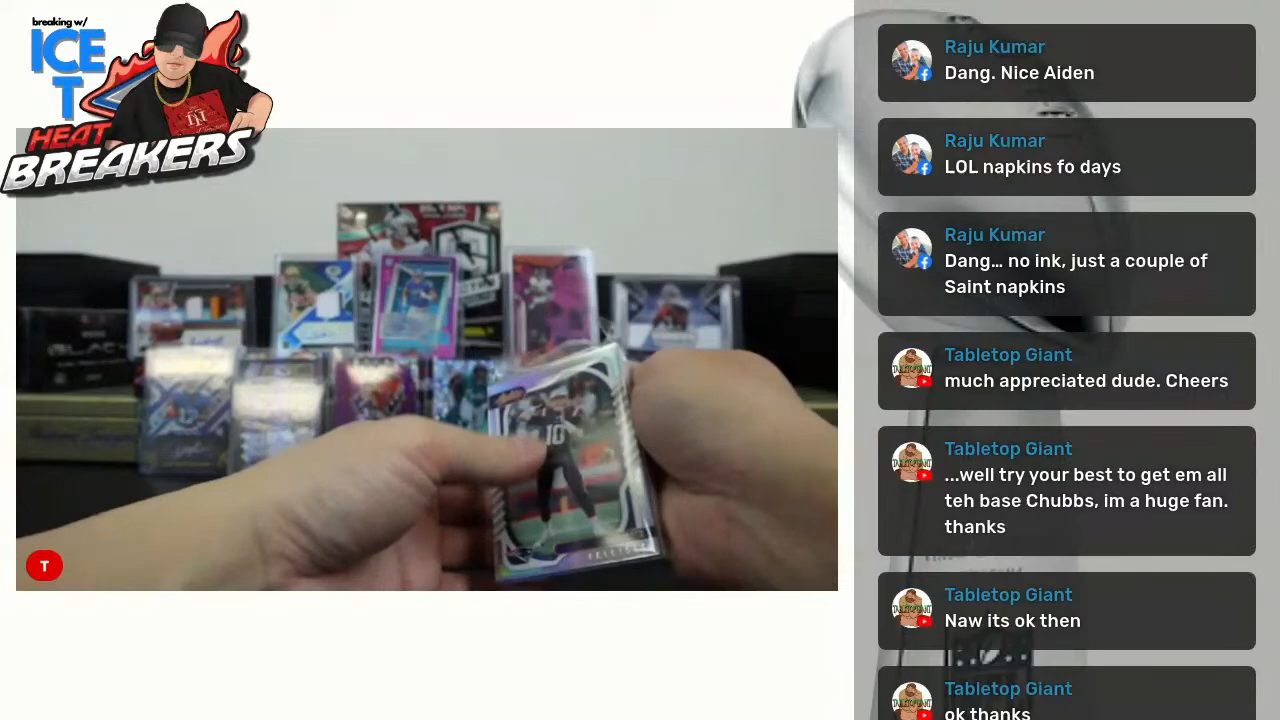 breaking w/
ICE
T
HEAT
BREAKERS
10
T
Raju Kumar
Dang. Nice Aiden
Raju Kumar
LOL napkins fo days
Raju Kumar
Dang… no ink, just a couple of
Saint napkins
Tabletop Giant
much appreciated dude. Cheers
Tabletop Giant
...well try your best to get em all
teh base Chubbs, im a huge fan.
thanks
Tabletop Giant
Naw its ok then
Tabletop Giant
ok thanks